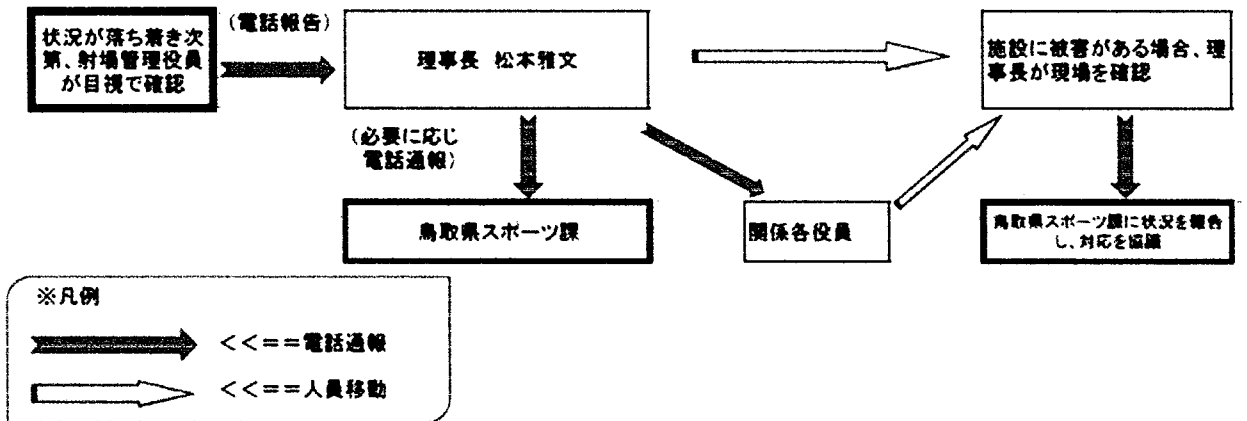 状況が落ち着き次
第、射場管理役員
が目視で確認
(電話報告)
理事長 松本雅文
施設に被害がある場合、理
事長が現場を確認
(必要に応じ
電話通報)
鳥取県スポーツ課
関係各役員
鳥取県スポーツ課に状況を報告
し、対応を協議
※凡例
<<==電話通報
<<==人員移動